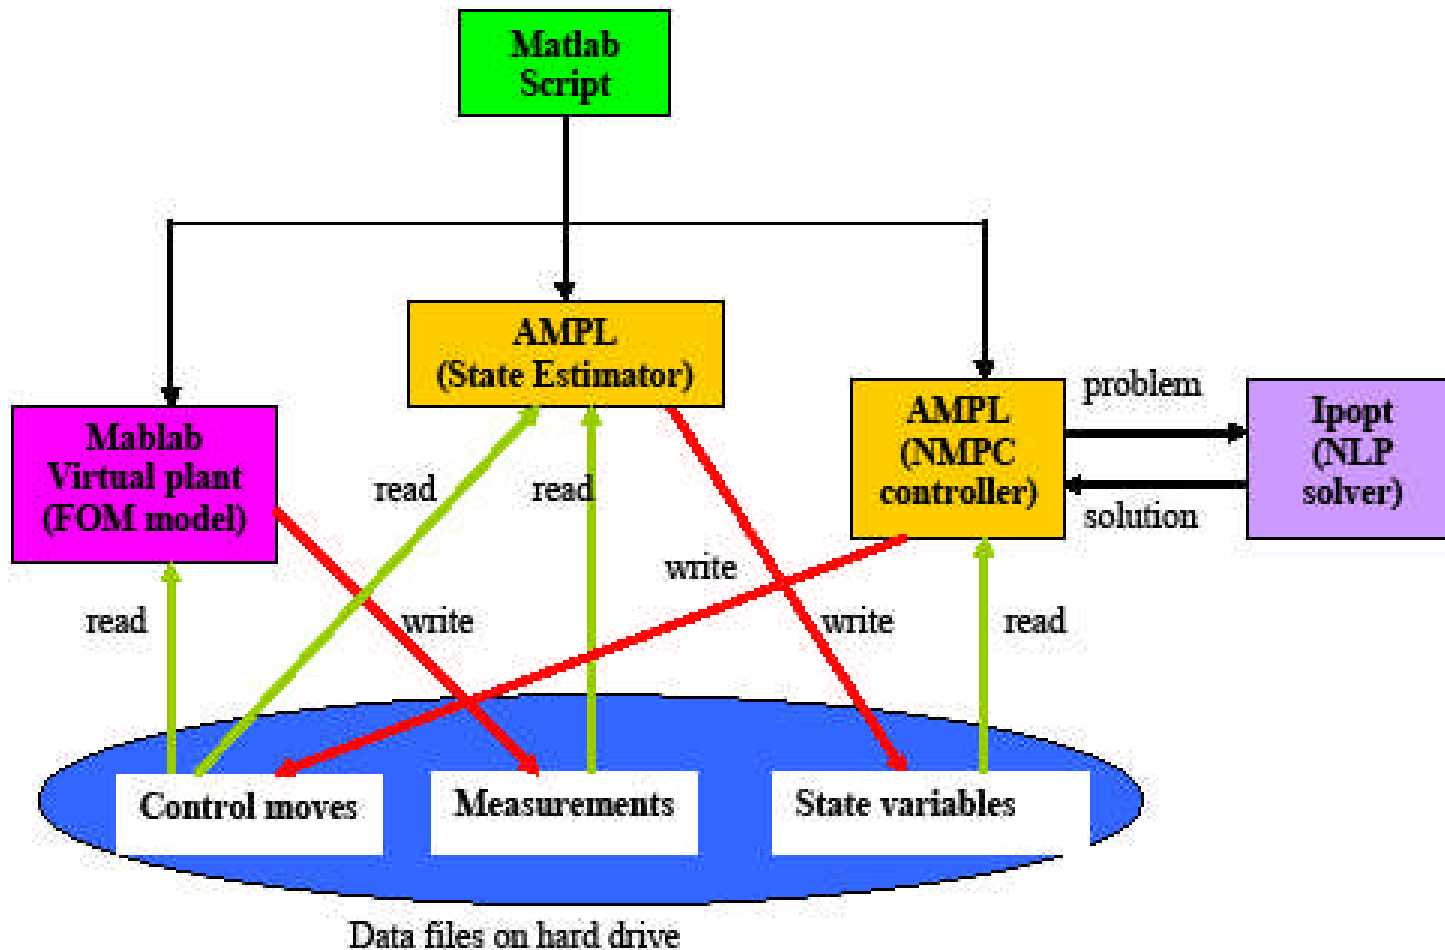 Matlab
Script
AMPL
(State Estimator)
Mablab
Virtual plant
(FOM model)
AMPL
(NMPC
controller)
problem
solution
Ipopt
(NLP
solver)
read
read
write
read
write
write
read
Control moves
Measurements
State variables
Data files on hard drive